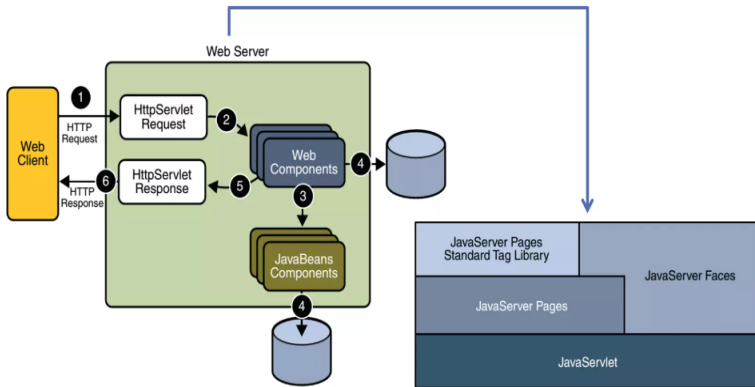 Web Server
1
HTTP
Request
HttpServlet
Request
2
Web
Client
Web
Components
4
6
HTTP
Response
HttpServlet
Response
5
3
JavaBeans
Components
4
JavaServer Pages
Standard Tag Library
JavaServer Faces
JavaServer Pages
JavaServlet